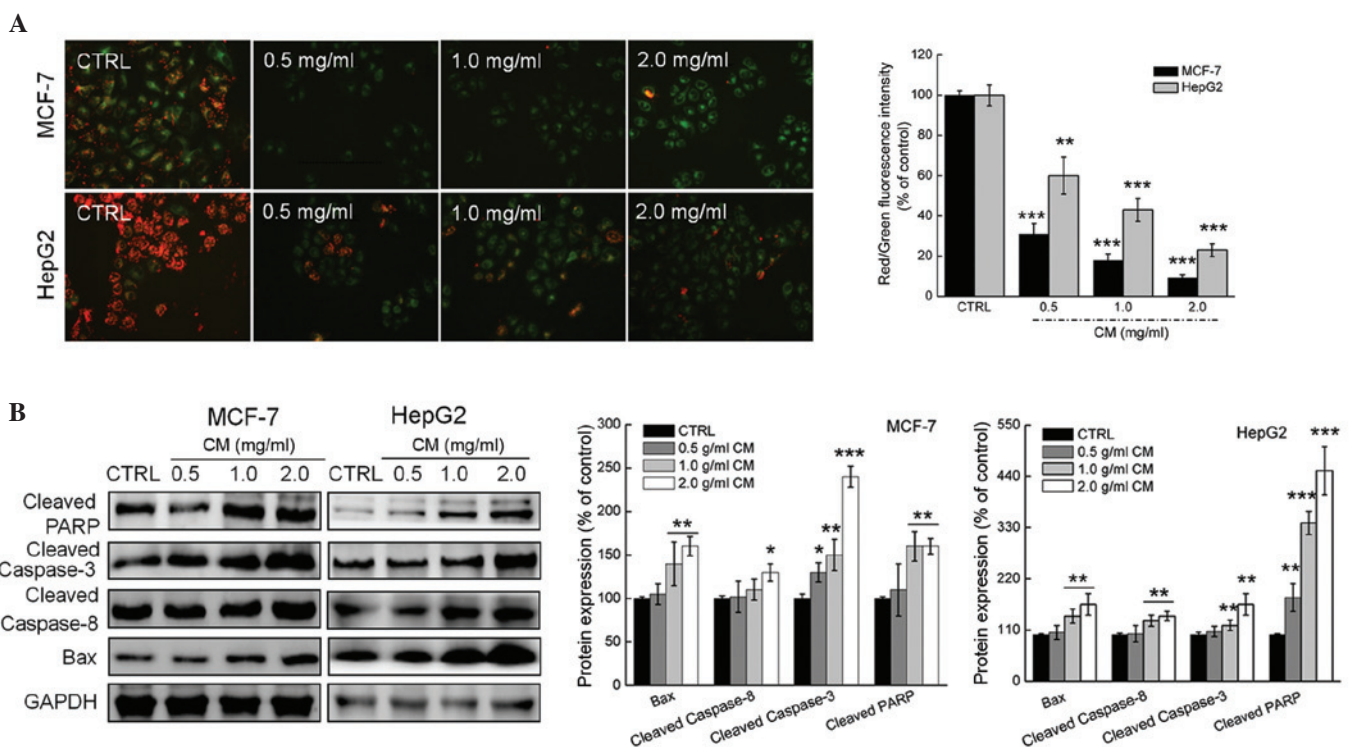 A
MCF-7
CTRL
0.5 mg/ml
1.0 mg/ml
2.0 mg/ml
HepG2
CTRL
0.5 mg/ml
1.0 mg/ml
2.0 mg/ml
Red/Green fluorescence intensity
(% of control)
120
100
80
60
40
20
0
MCF-7
HepG2
***
**
***
***
***
***
CTRL
0.5
1.0
2.0
CM (mg/ml)
B
MCF-7
HepG2
CM (mg/ml)
CM (mg/ml)
CTRL 0.5 1.0 2.0
CTRL 0.5 1.0 2.0
Cleaved
PARP
Cleaved
Caspase-3
Cleaved
Caspase-8
Bax
GAPDH
Protein expression (% of control)
300
250
200
150
100
50
0
CTRL
0.5 g/ml CM
1.0 g/ml CM
2.0 g/ml CM
MCF-7
**
*
*
**
***
**
Bax
Cleaved Caspase-8
Cleaved Caspase-3
Cleaved PARP
Protein expression (% of control)
550
440
330
220
110
0
CTRL
0.5 g/ml CM
1.0 g/ml CM
2.0 g/ml CM
HepG2
**
**
**
**
**
***
***
Bax
Cleaved Caspase-8
Cleaved Caspase-3
Cleaved PARP